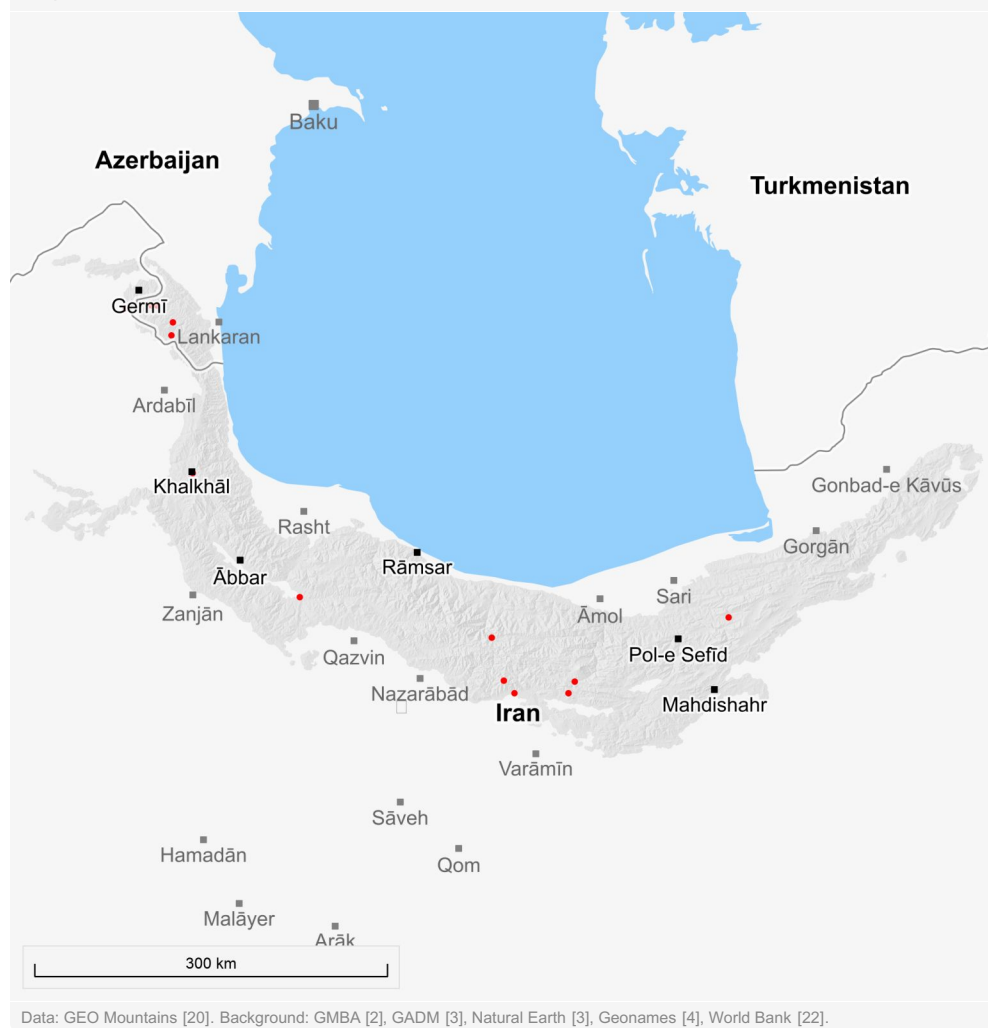 Baku
Azerbaijan
Turkmenistan
Germī
Lankaran
Ardabīl
Khalkhāl
Gonbad-e Kāvūs
Rasht
Gorgān
Rāmsar
Ābbar
Sari
Zanjān
Āmol
Qazvin
Pol-e Sefīd
Nazarābād
Mahdishahr
Iran
Varāmīn
Sāveh
Hamadān
Qom
Malāyer
Arāk
300 km
Data: GEO Mountains [20]. Background: GMBA [2], GADM [3], Natural Earth [3], Geonames [4], World Bank [22].